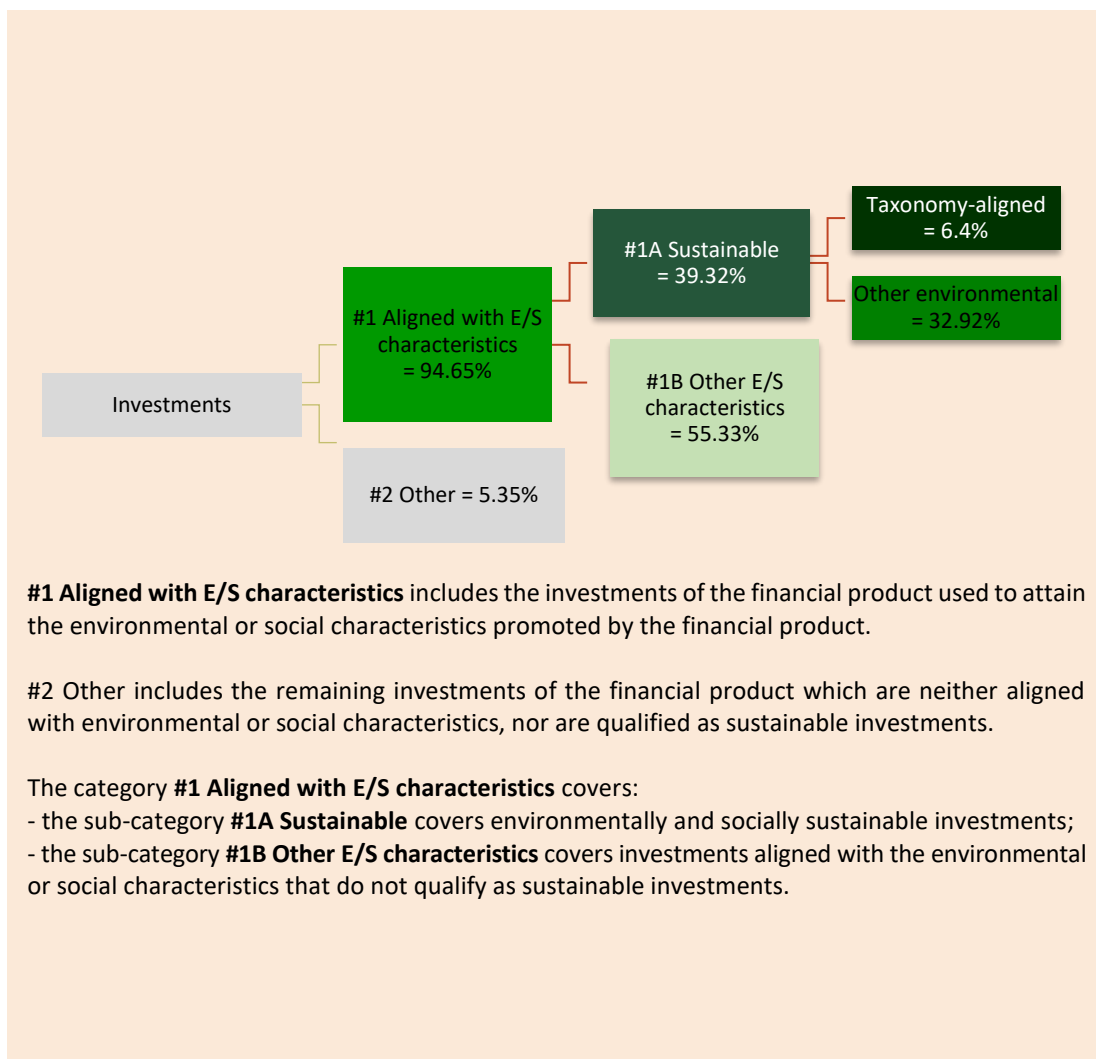 Taxonomy-aligned
= 6.4%
#1A Sustainable
= 39.32%
Other environmental
= 32.92%
#1 Aligned with E/S
characteristics
= 94.65%
#1B Other E/S
characteristics
= 55.33%
Investments
#2 Other = 5.35%
#1 Aligned with E/S characteristics includes the investments of the financial product used to attain
the environmental or social characteristics promoted by the financial product.
#2 Other includes the remaining investments of the financial product which are neither aligned
with environmental or social characteristics, nor are qualified as sustainable investments.
The category #1 Aligned with E/S characteristics covers:
- the sub-category #1A Sustainable covers environmentally and socially sustainable investments;
- the sub-category #1B Other E/S characteristics covers investments aligned with the environmental
or social characteristics that do not qualify as sustainable investments.